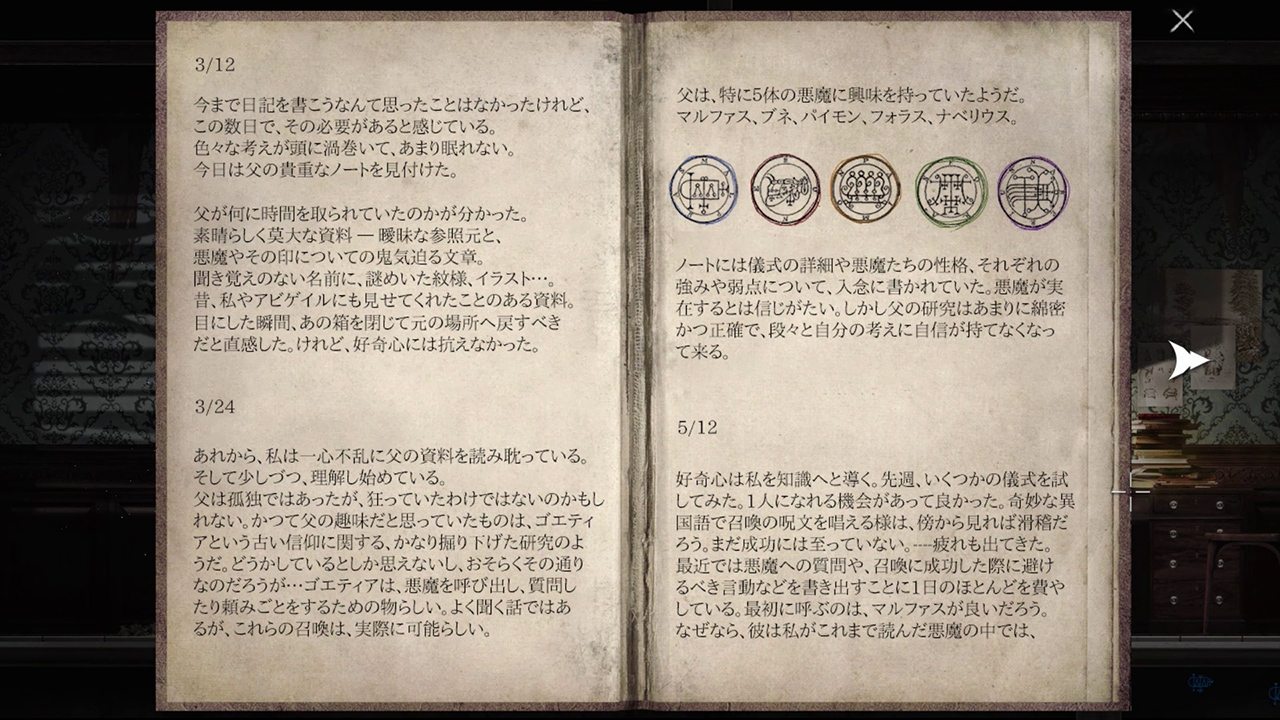 3/12
今まで日記を書こうなんて思ったことはなかったけれど、
この数日で、その必要があると感じている。
色々な考えが頭に渦巻いて、あまり眠れない。
今日は父の貴重なノートを見付けた。
父が何に時間を取られていたのかが分かった。
素晴らしく莫大な資料 ― 曖昧な参照元と、
悪魔やその印についての鬼気迫る文章。
聞き覚えのない名前に、謎めいた紋様、イラスト…。
昔、私やアビゲイルにも見せてくれたことのある資料。
目にした瞬間、あの箱を閉じて元の場所へ戻すべき
だと直感した。けれど、好奇心には抗えなかった。
3/24
あれから、私は一心不乱に父の資料を読み耽っている。
そして少しづつ、理解し始めている。
父は孤独ではあったが、狂っていたわけではないのかもし
れない。かつて父の趣味だと思っていたものは、ゴエティ
アという古い信仰に関する、かなり掘り下げた研究のよ
うだ。どうかしているとしか思えないし、おそらくその通り
なのだろうが…ゴエティアは、悪魔を呼び出し、質問し
たり頼みごとをするための物らしい。よく聞く話ではあ
るが、これらの召喚は、実際に可能らしい。
父は、特に5体の悪魔に興味を持っていたようだ。
マルファス、ブネ、パイモン、フォラス、ナベリウス。
ノートには儀式の詳細や悪魔たちの性格、それぞれの
強みや弱点について、入念に書かれていた。悪魔が実
在するとは信じがたい。しかし父の研究はあまりに綿密
かつ正確で、段々と自分の考えに自信が持てなくなっ
て来る。
5/12
好奇心は私を知識へと導く。先週、いくつかの儀式を試
してみた。1人になれる機会があって良かった。奇妙な異
国語で召喚の呪文を唱える様は、傍から見れば滑稽だ
ろう。まだ成功には至っていない。----疲れも出てきた。
最近では悪魔への質問や、召喚に成功した際に避け
るべき言動などを書き出すことに1日のほとんどを費や
している。最初に呼ぶのは、マルファスが良いだろう。
なぜなら、彼は私がこれまで読んだ悪魔の中では、